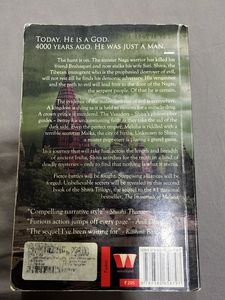 TODAY, HE IS A GOD.
4000 YEARS AGO, HE WAS JUST A MAN.
The hunt is on. The sinister Naga warrior has killed his
friend Brahaspati and now stalks his wife Sati. Shiva, the
Tibetan immigrant who is the prophesied destroyer of evil,
will not rest till he finds his demonic adversary. His vengeance
and the path to evil will lead him to the door of the Nagas,
the serpent people. Of that he is certain.
The evidence of the malevolent rise of evil is everywhere.
A kingdom is dying as it is held to ransom for a miracle drug.
A crown prince is murdered. The Vasudevs – Shiva's philosopher
guides – betray his unquestioning faith as they take the aid of the
dark side. Even the perfect empire, Meluha is riddled with a
terrible secret in Maika, the city of births. Unknown to Shiva,
a master puppeteer is playing a grand game.
In a journey that will take him across the length and breadth
of ancient India, Shiva searches for the truth in a land of
deadly mysteries – only to find that nothing is what it seems.
Fierce battles will be fought. Surprising alliances will be
forged. Unbelievable secrets will be revealed in this second
book of the Shiva Trilogy, the sequel to the #1 national
bestseller, The Immortals of Meluha.
"Compelling narrative style" - Shashi Tharoor
"Furious action jumps off every page" - Anil Dharker
"The sequel I've been waiting for" - Rashmi
Fiction
W
westland
₹ 295